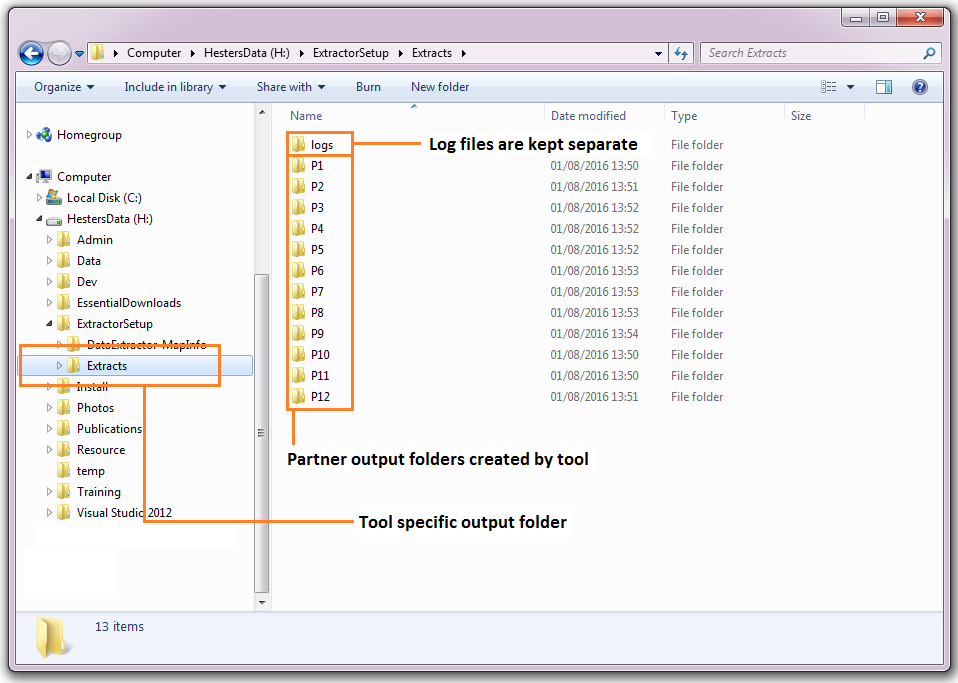 Computer HestersData (H:) ExtractorSetup Extracts Search Extracts
Organize Include in library Share with Burn New folder
Homegroup
Computer
Local Disk (C:)
HestersData (H:)
Admin
Data
Dev
EssentialDownloads
ExtractorSetup
DataExtractor-MapInfo
Extracts
Install
Photos
Publications
Resource
temp
Training
Visual Studio 2012
Name Date modified Type Size
logs Log files are kept separate File folder
P1 01/08/2016 13:50 File folder
P2 01/08/2016 13:51 File folder
P3 01/08/2016 13:52 File folder
P4 01/08/2016 13:52 File folder
P5 01/08/2016 13:52 File folder
P6 01/08/2016 13:53 File folder
P7 01/08/2016 13:53 File folder
P8 01/08/2016 13:53 File folder
P9 01/08/2016 13:54 File folder
P10 01/08/2016 13:50 File folder
P11 01/08/2016 13:50 File folder
P12 01/08/2016 13:51 File folder
Partner output folders created by tool
Tool specific output folder
13 items